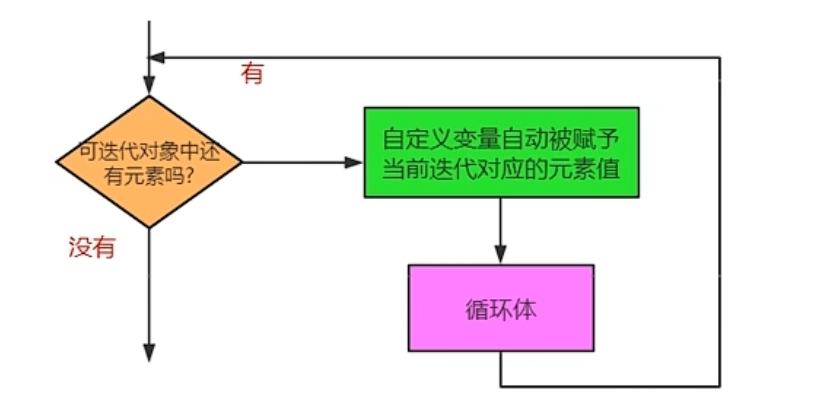 有
可迭代对象中还
有元素吗?
自定义变量自动被赋予
当前迭代对应的元素值
没有
循环体